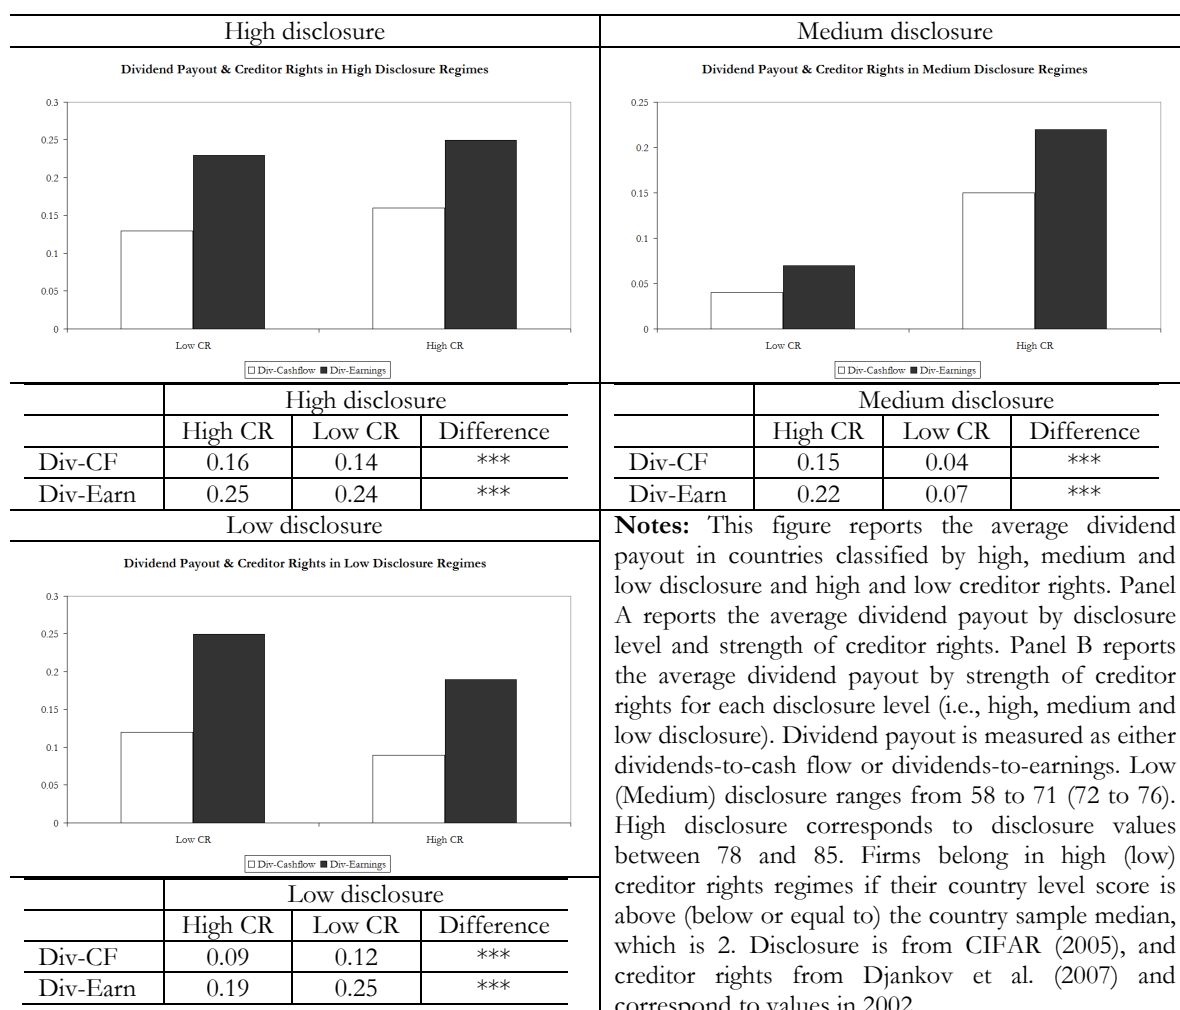 High disclosure
Dividend Payout & Creditor Rights in High Disclosure Regimes
0.3
0.25
0.2
0.15
0.1
0.05
0
Low CR
High CR
Div-Cashflow Div-Earnings
High disclosure
High CR Low CR Difference
Div-CF 0.16 0.14 ***
Div-Earn 0.25 0.24 ***
Medium disclosure
Dividend Payout & Creditor Rights in Medium Disclosure Regimes
0.25
0.2
0.15
0.1
0.05
0
Low CR
High CR
Div-Cashflow Div-Earnings
Medium disclosure
High CR Low CR Difference
Div-CF 0.15 0.04 ***
Div-Earn 0.22 0.07 ***
Low disclosure
Dividend Payout & Creditor Rights in Low Disclosure Regimes
0.3
0.25
0.2
0.15
0.1
0.05
0
Low CR
High CR
Div-Cashflow Div-Earnings
Low disclosure
High CR Low CR Difference
Div-CF 0.09 0.12 ***
Div-Earn 0.19 0.25 ***
Notes: This figure reports the average dividend
payout in countries classified by high, medium and
low disclosure and high and low creditor rights. Panel
A reports the average dividend payout by disclosure
level and strength of creditor rights. Panel B reports
the average dividend payout by strength of creditor
rights for each disclosure level (i.e., high, medium and
low disclosure). Dividend payout is measured as either
dividends-to-cash flow or dividends-to-earnings. Low
(Medium) disclosure ranges from 58 to 71 (72 to 76).
High disclosure corresponds to disclosure values
between 78 and 85. Firms belong in high (low)
creditor rights regimes if their country level score is
above (below or equal to) the country sample median,
which is 2. Disclosure is from CIFAR (2005), and
creditor rights from Djankov et al. (2007) and
correspond to values in 2002